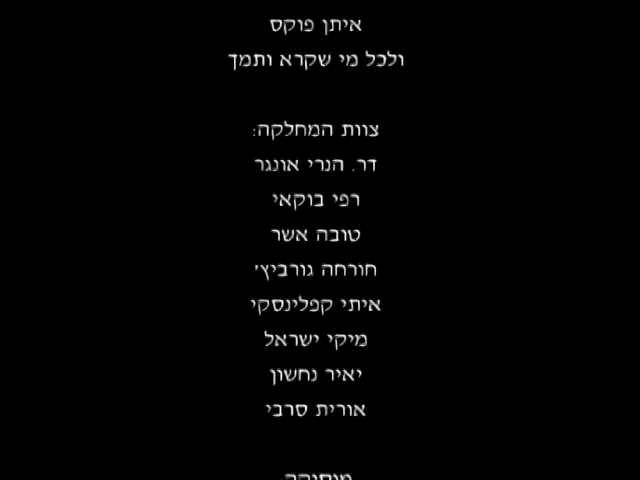 איתן פוקס
ולכל מי שקרא ותמך
צוות המחלקה:
דר. הנרי אונגר
רפי בוקאי
טובה אשר
חורחה גורביץ'
איתי קפלינסקי
מיקי ישראל
יאיר נחשון
אורית סרבי